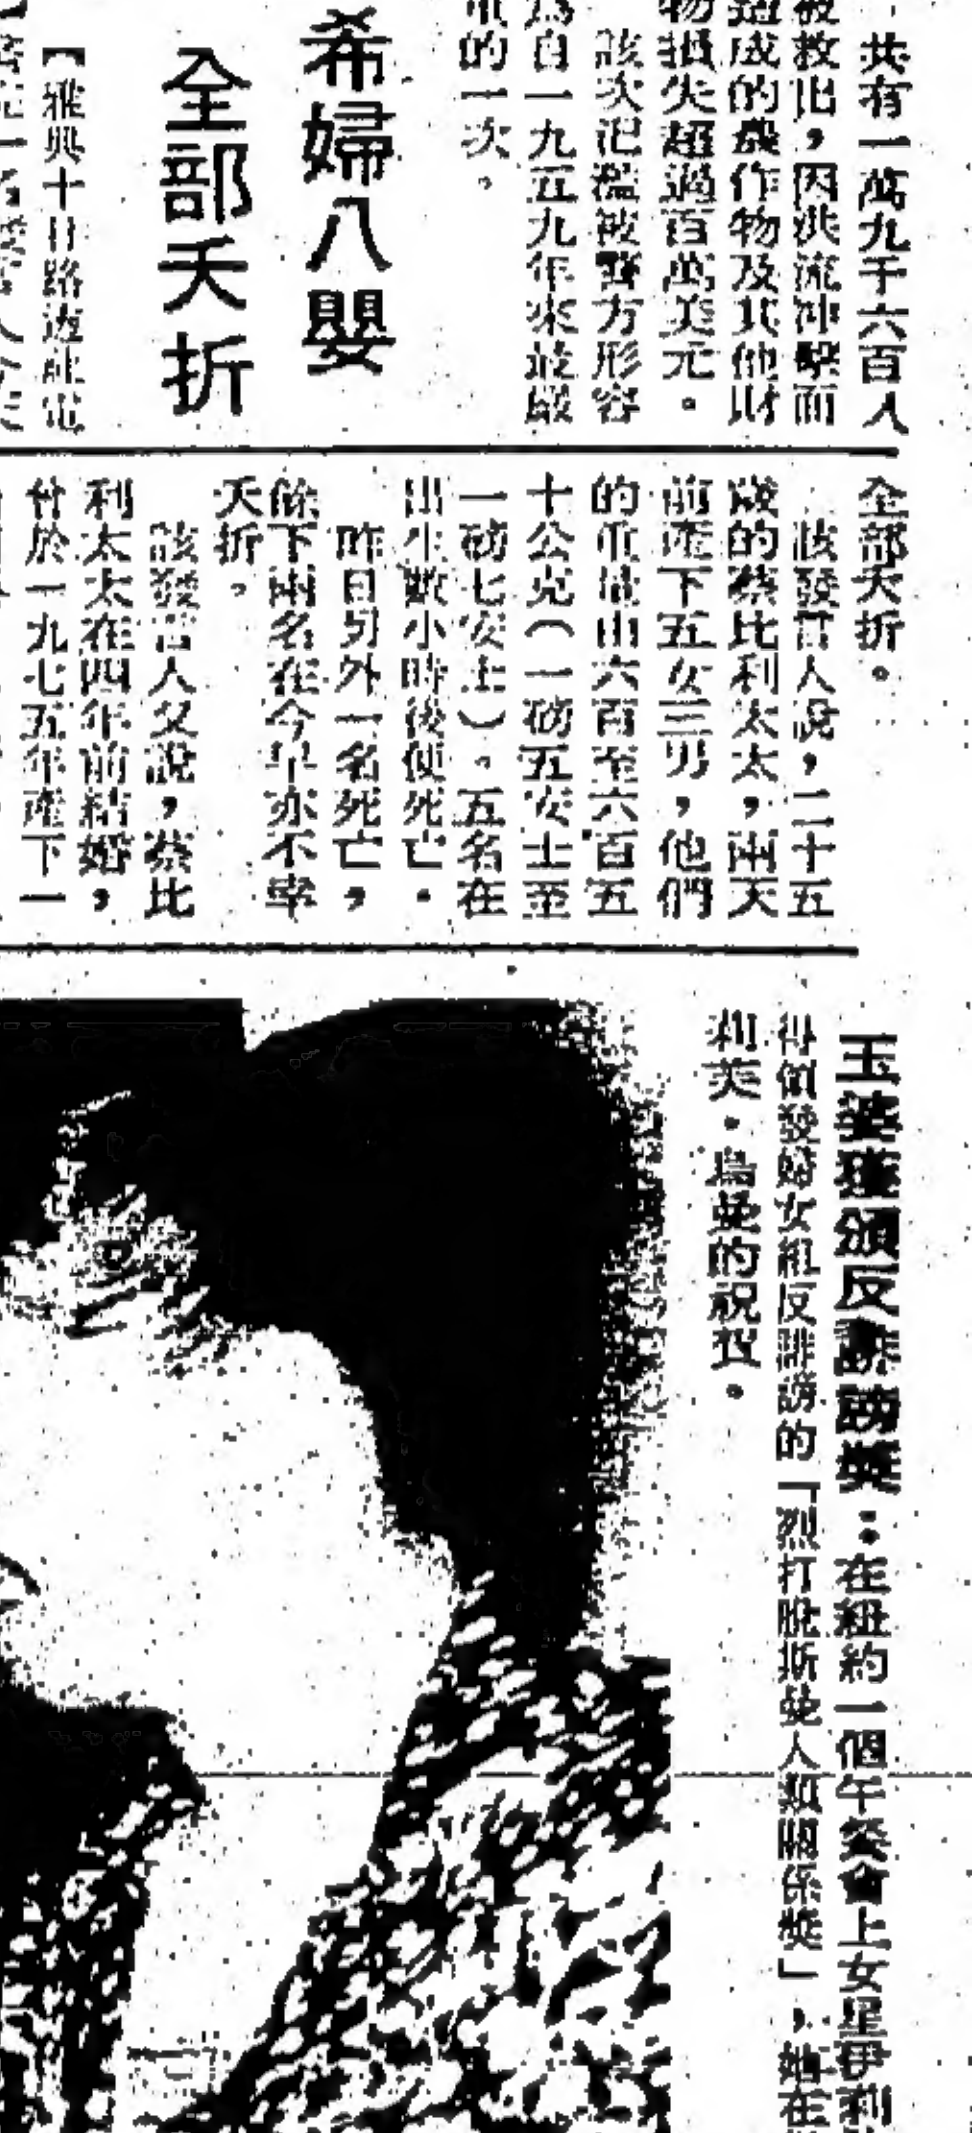 共有一萬九千六百人
被救出，因洪流冲擊而
造成的農作物及其他財
物損失超過百萬美元。
該次氾濫被警方形容
為自一九五九年來最嚴
重的一次。
希婦八嬰
全部夭折
【雅典十日路透社電
全部夭折。
該發言人說，二十五
歲的蔡比利太太，兩天
前產下五女三男，他們
的重量由六百至六百五
十公克（一磅五安士至
一磅七安士）。五名在
出生數小時後便死亡．
昨日另外一名死亡，
餘下兩名在今早亦不幸
夭折。
該發言人又說，蔡比
利太太在四年前結婚，
曾於一九七五年產下一
玉婆獲頒反誹謗獎：在紐約一個午餐會上女星伊利
得頒發婦女組反誹謗的「烈打脫斯曼人類關係獎」，她在
莉芙．烏曼的祝賀。